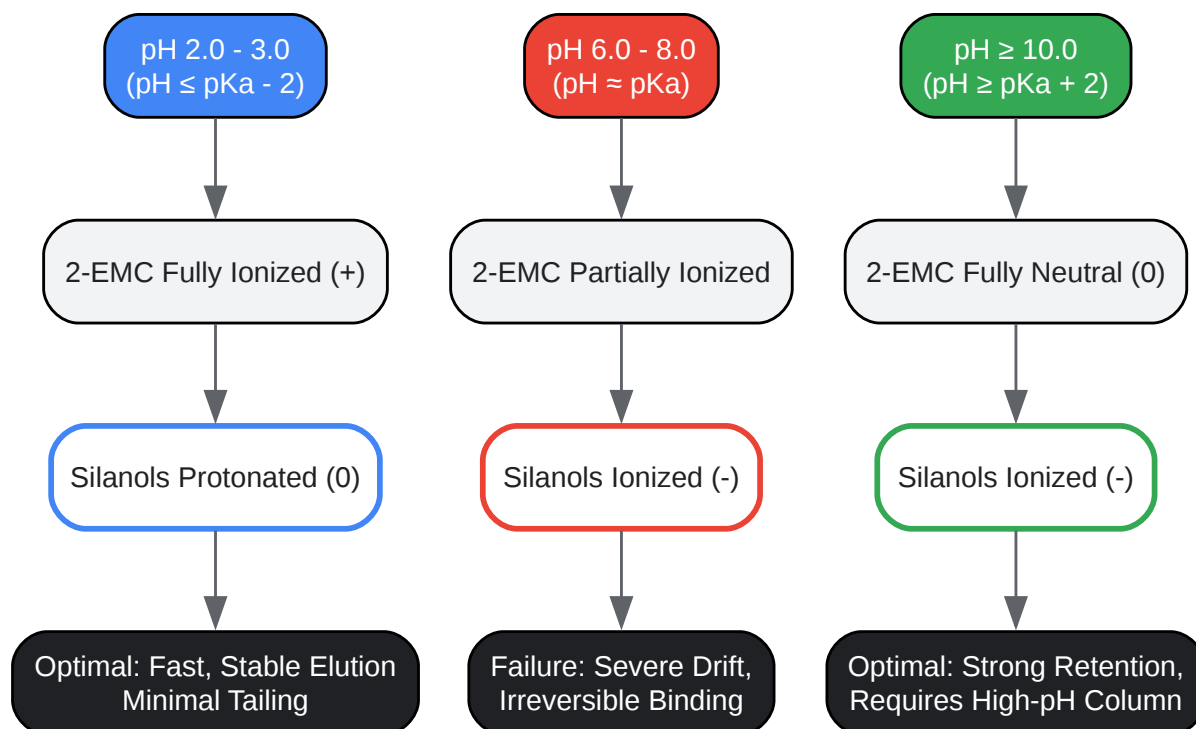 pH 2.0 - 3.0
(pH ≤ pKa - 2)
2-EMC Fully Ionized (+)
Silanols Protonated (0)
Optimal: Fast, Stable Elution
Minimal Tailing
pH 6.0 - 8.0
(pH ≈ pKa)
2-EMC Partially Ionized
Silanols Ionized (-)
Failure: Severe Drift,
Irreversible Binding
pH ≥ 10.0
(pH ≥ pKa + 2)
2-EMC Fully Neutral (0)
Silanols Ionized (-)
Optimal: Strong Retention,
Requires High-pH Column